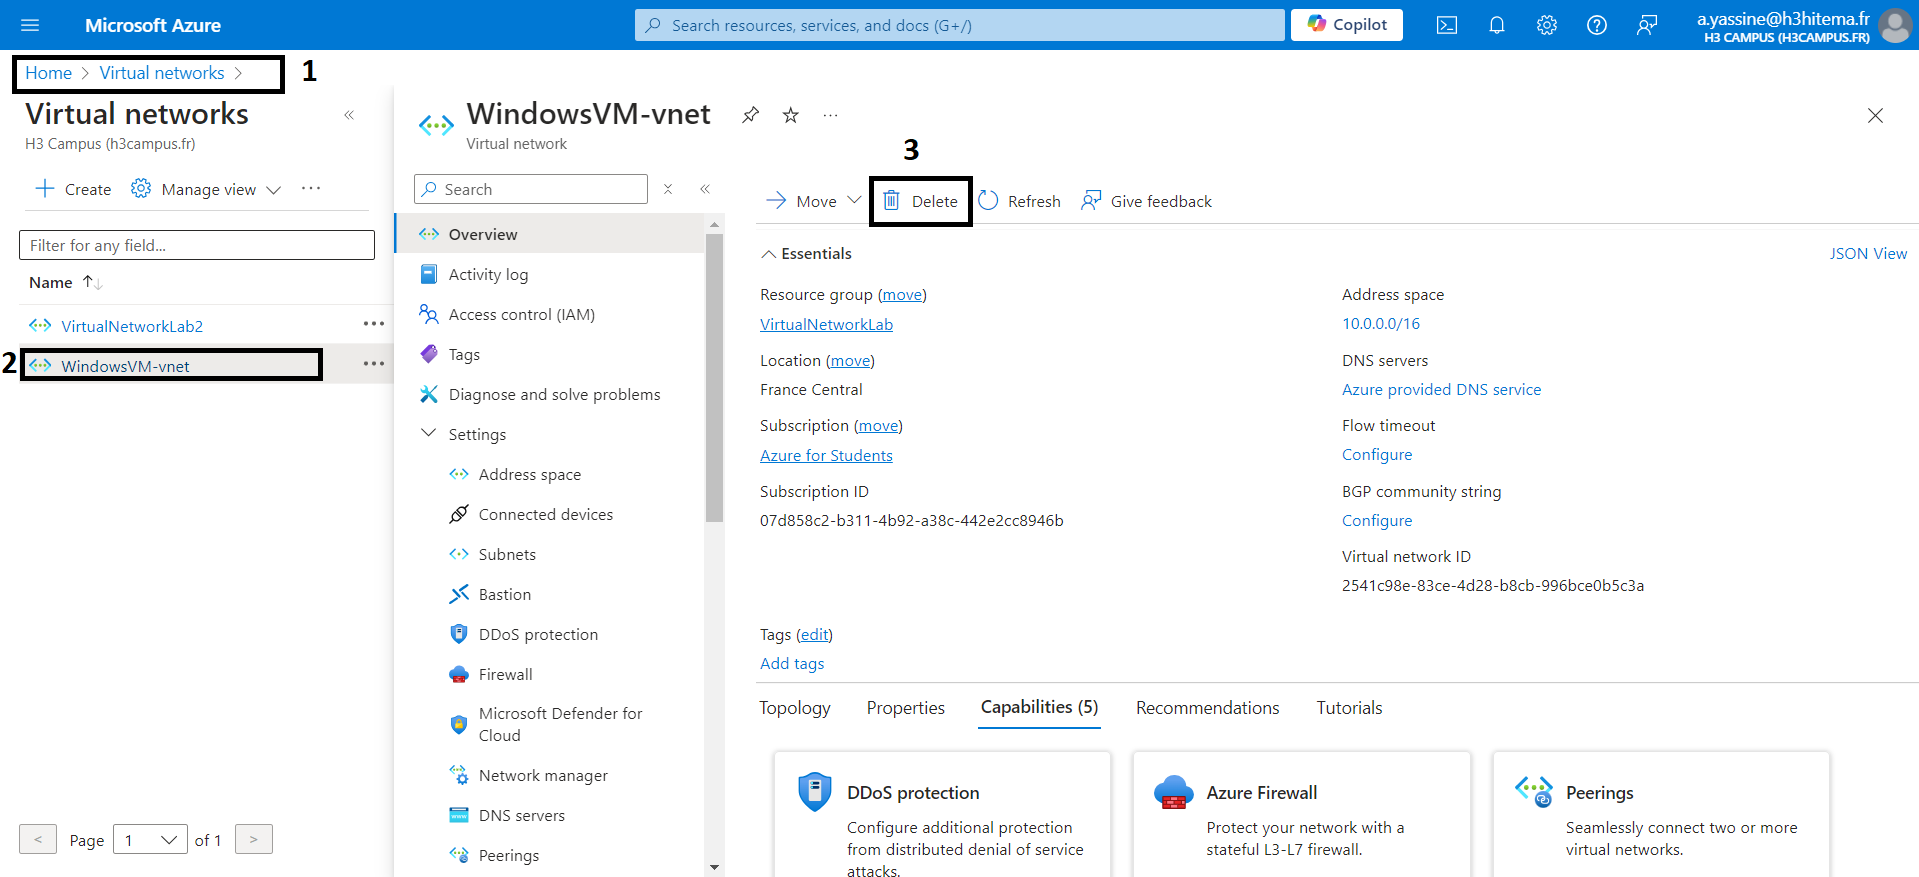 Microsoft Azure
Search resources, services, and docs (G+/)
Copilot
a.yassine@h3hitema.fr
H3 CAMPUS (H3CAMPUS.FR)
Home > Virtual networks >
1
Virtual networks
«
H3 Campus (h3campus.fr)
+ Create
Manage view
...
Filter for any field...
Name ↑↓
VirtualNetworkLab2
...
2
WindowsVM-vnet
...
< Page 1 of 1 >
WindowsVM-vnet
...
Virtual network
Search
«
Overview
Activity log
Access control (IAM)
Tags
Diagnose and solve problems
Settings
Address space
Connected devices
Subnets
Bastion
DDoS protection
Firewall
Microsoft Defender for
Cloud
Network manager
DNS servers
Peerings
3
Move
Delete
Refresh
Give feedback
Essentials
JSON View
Resource group (move)
VirtualNetworkLab
Location (move)
France Central
Subscription (move)
Azure for Students
Subscription ID
07d858c2-b311-4b92-a38c-442e2cc8946b
Address space
10.0.0.0/16
DNS servers
Azure provided DNS service
Flow timeout
Configure
BGP community string
Configure
Virtual network ID
2541c98e-83ce-4d28-b8cb-996bce0b5c3a
Tags (edit)
Add tags
Topology
Properties
Capabilities (5)
Recommendations
Tutorials
DDoS protection
Configure additional protection
from distributed denial of service
attacks.
Azure Firewall
Protect your network with a
stateful L3-L7 firewall.
Peerings
Seamlessly connect two or more
virtual networks.